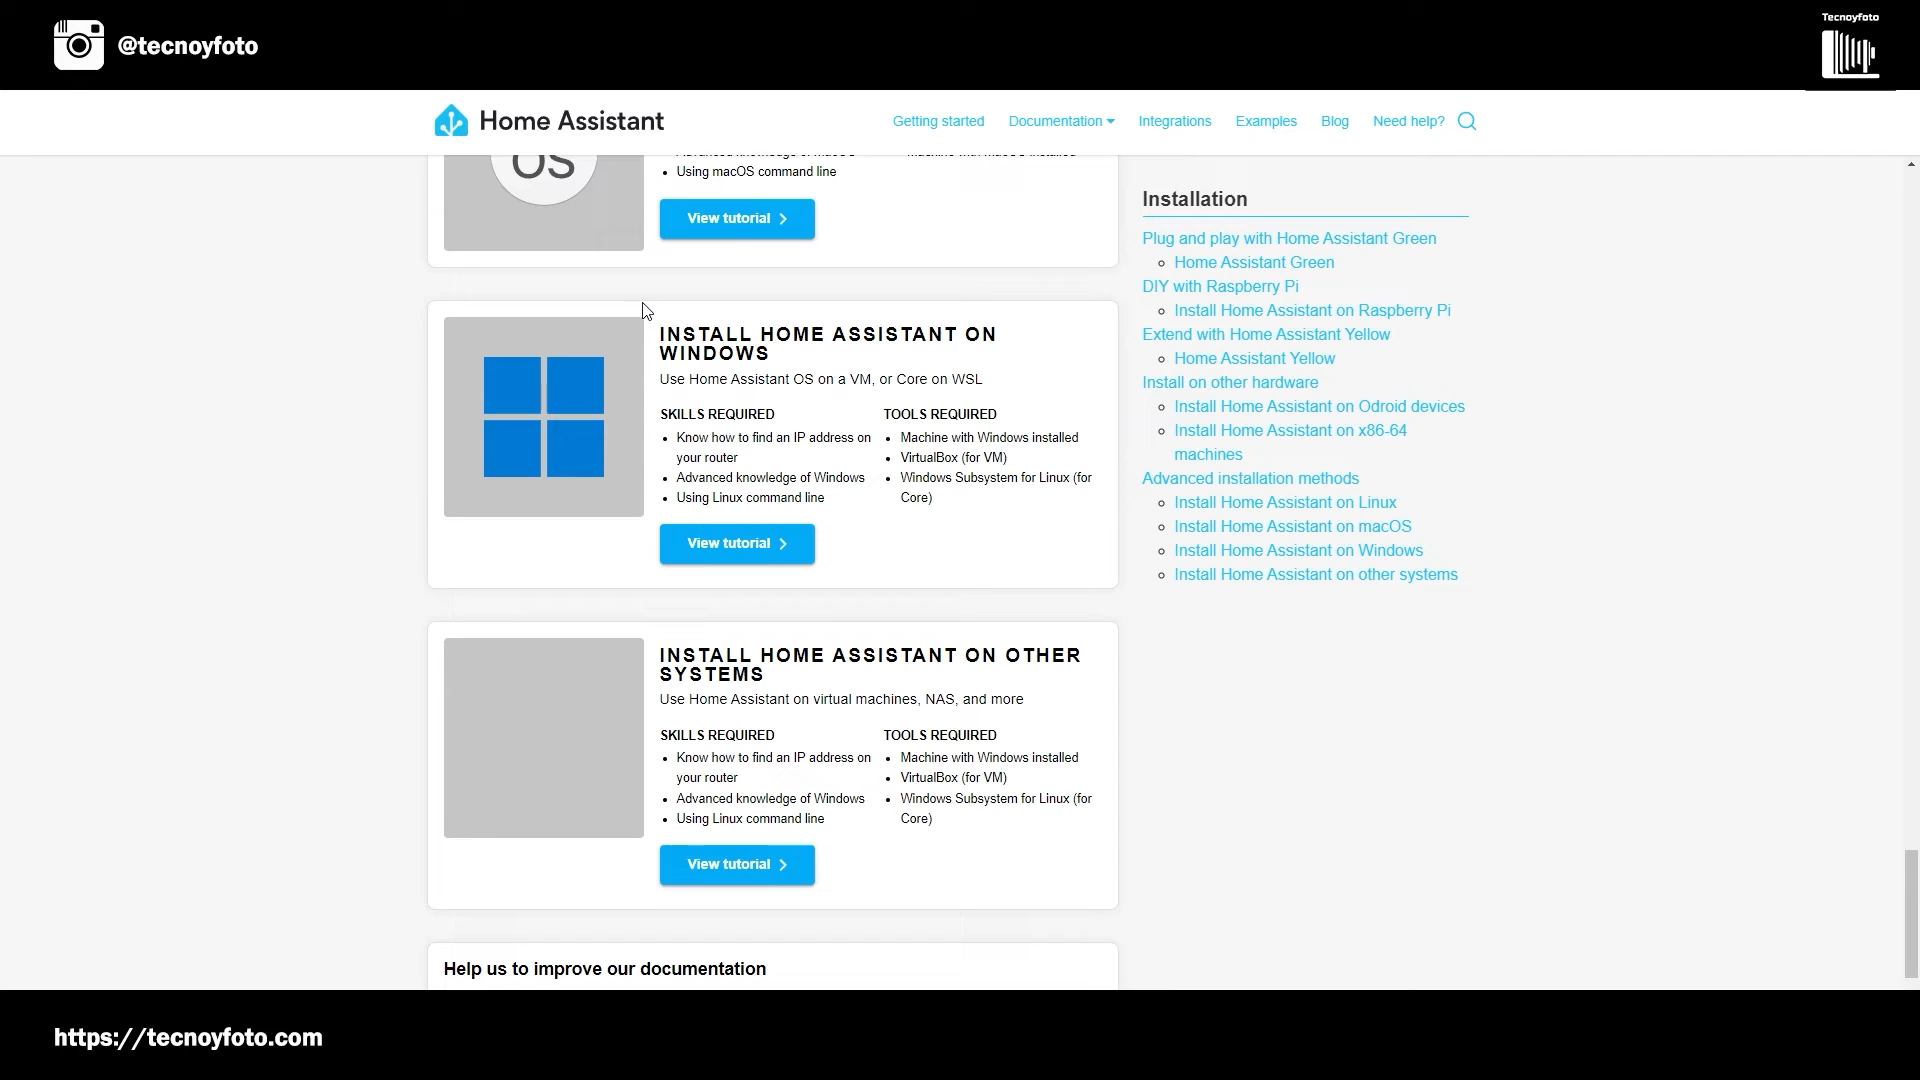 @tecnoyfoto
Tecnoyfoto
Home Assistant
Getting started
Documentation
Integrations
Examples
Blog
Need help?
OS
Using macOS command line
View tutorial
INSTALL HOME ASSISTANT ON
WINDOWS
Use Home Assistant OS on a VM, or Core on WSL
SKILLS REQUIRED
Know how to find an IP address on
your router
Advanced knowledge of Windows
Using Linux command line
TOOLS REQUIRED
Machine with Windows installed
VirtualBox (for VM)
Windows Subsystem for Linux (for
Core)
View tutorial
INSTALL HOME ASSISTANT ON OTHER
SYSTEMS
Use Home Assistant on virtual machines, NAS, and more
SKILLS REQUIRED
Know how to find an IP address on
your router
Advanced knowledge of Windows
Using Linux command line
TOOLS REQUIRED
Machine with Windows installed
VirtualBox (for VM)
Windows Subsystem for Linux (for
Core)
View tutorial
Help us to improve our documentation
Installation
Plug and play with Home Assistant Green
Home Assistant Green
DIY with Raspberry Pi
Install Home Assistant on Raspberry Pi
Extend with Home Assistant Yellow
Home Assistant Yellow
Install on other hardware
Install Home Assistant on Odroid devices
Install Home Assistant on x86-64
machines
Advanced installation methods
Install Home Assistant on Linux
Install Home Assistant on macOS
Install Home Assistant on Windows
Install Home Assistant on other systems
https://tecnoyfoto.com